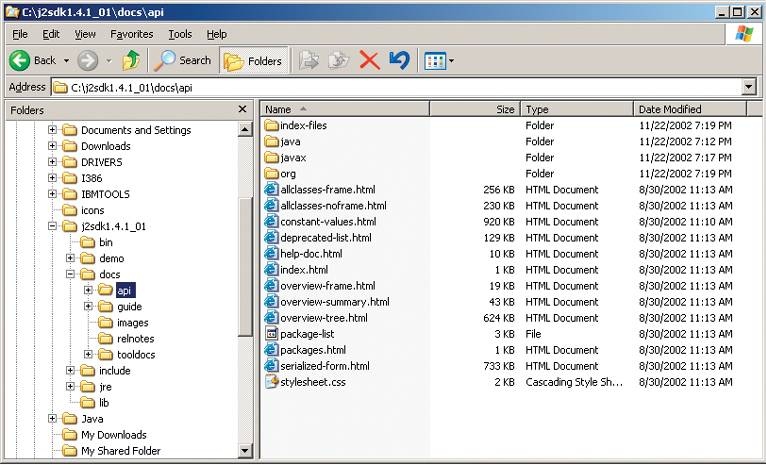 C:\j2sdk1.4.1_01\docs\api
File Edit View Favorites Tools Help
Back Search Folders
Address C:\j2sdk1.4.1_01\docs\api
Folders
Documents and Settings
Downloads
DRIVERS
I386
IBMTOOLS
icons
j2sdk1.4.1_01
bin
demo
docs
api
guide
images
relnotes
tooldocs
include
jre
lib
Java
My Downloads
My Shared Folder
Name Size Type Date Modified
index-files Folder 11/22/2002 7:19 PM
java Folder 11/22/2002 7:12 PM
javax Folder 11/22/2002 7:17 PM
org Folder 11/22/2002 7:19 PM
allclasses-frame.html 256 KB HTML Document 8/30/2002 11:13 AM
allclasses-noframe.html 230 KB HTML Document 8/30/2002 11:13 AM
constant-values.html 920 KB HTML Document 8/30/2002 11:10 AM
deprecated-list.html 129 KB HTML Document 8/30/2002 11:13 AM
help-doc.html 10 KB HTML Document 8/30/2002 11:13 AM
index.html 1 KB HTML Document 8/30/2002 11:13 AM
overview-frame.html 19 KB HTML Document 8/30/2002 11:13 AM
overview-summary.html 43 KB HTML Document 8/30/2002 11:13 AM
overview-tree.html 624 KB HTML Document 8/30/2002 11:13 AM
package-list 3 KB File 8/30/2002 11:13 AM
packages.html 1 KB HTML Document 8/30/2002 11:13 AM
serialized-form.html 733 KB HTML Document 8/30/2002 11:13 AM
stylesheet.css 2 KB Cascading Style Sh... 8/30/2002 11:13 AM